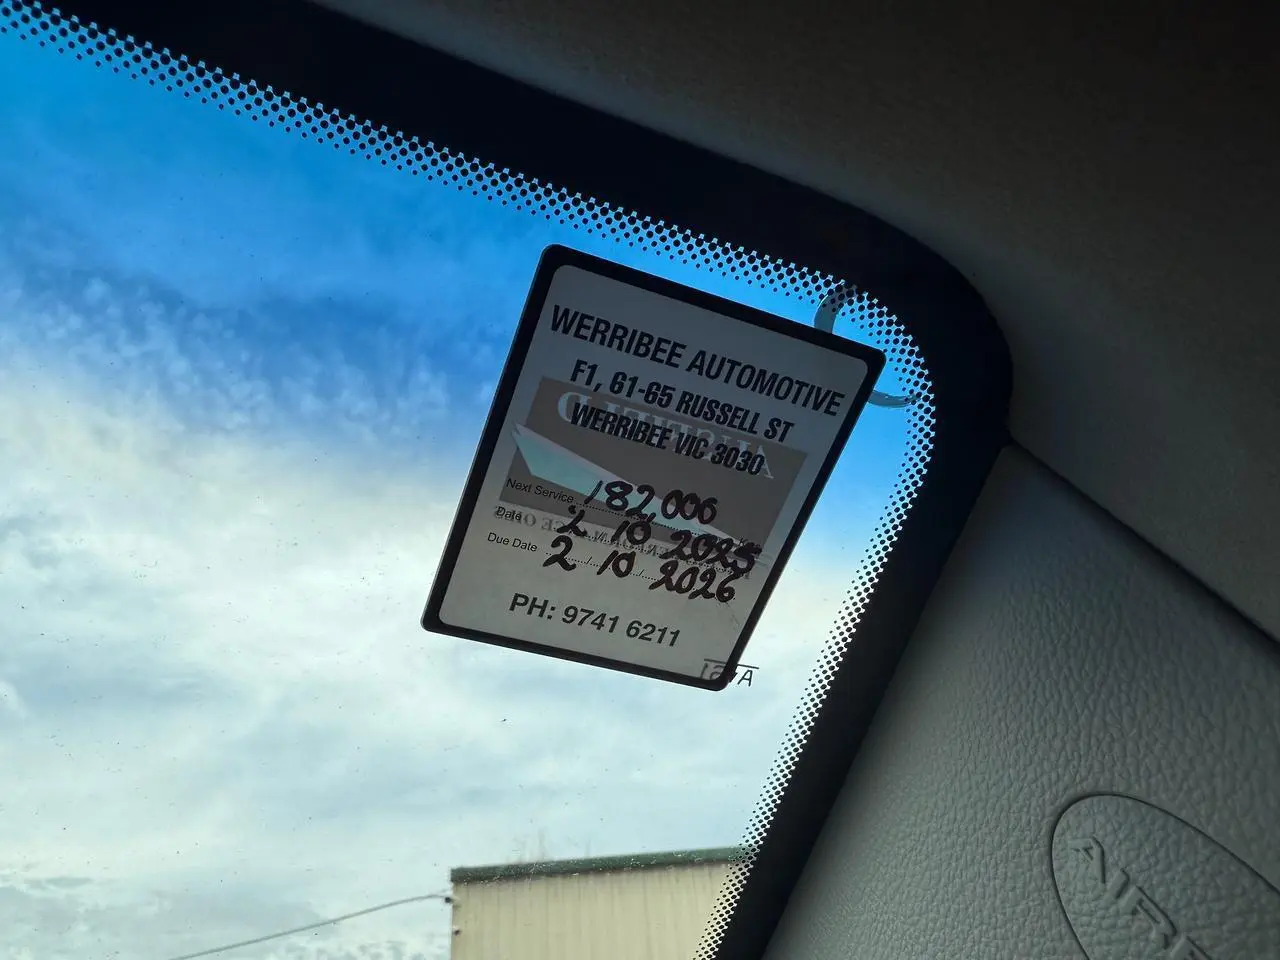 WERRIBEE AUTOMOTIVE
F1, 61-65 RUSSELL ST
WERRIBEE VIC 3030
Next Service 182,006
Date 2 10 2025
Due Date 2 / 10 / 2026
PH: 9741 6211